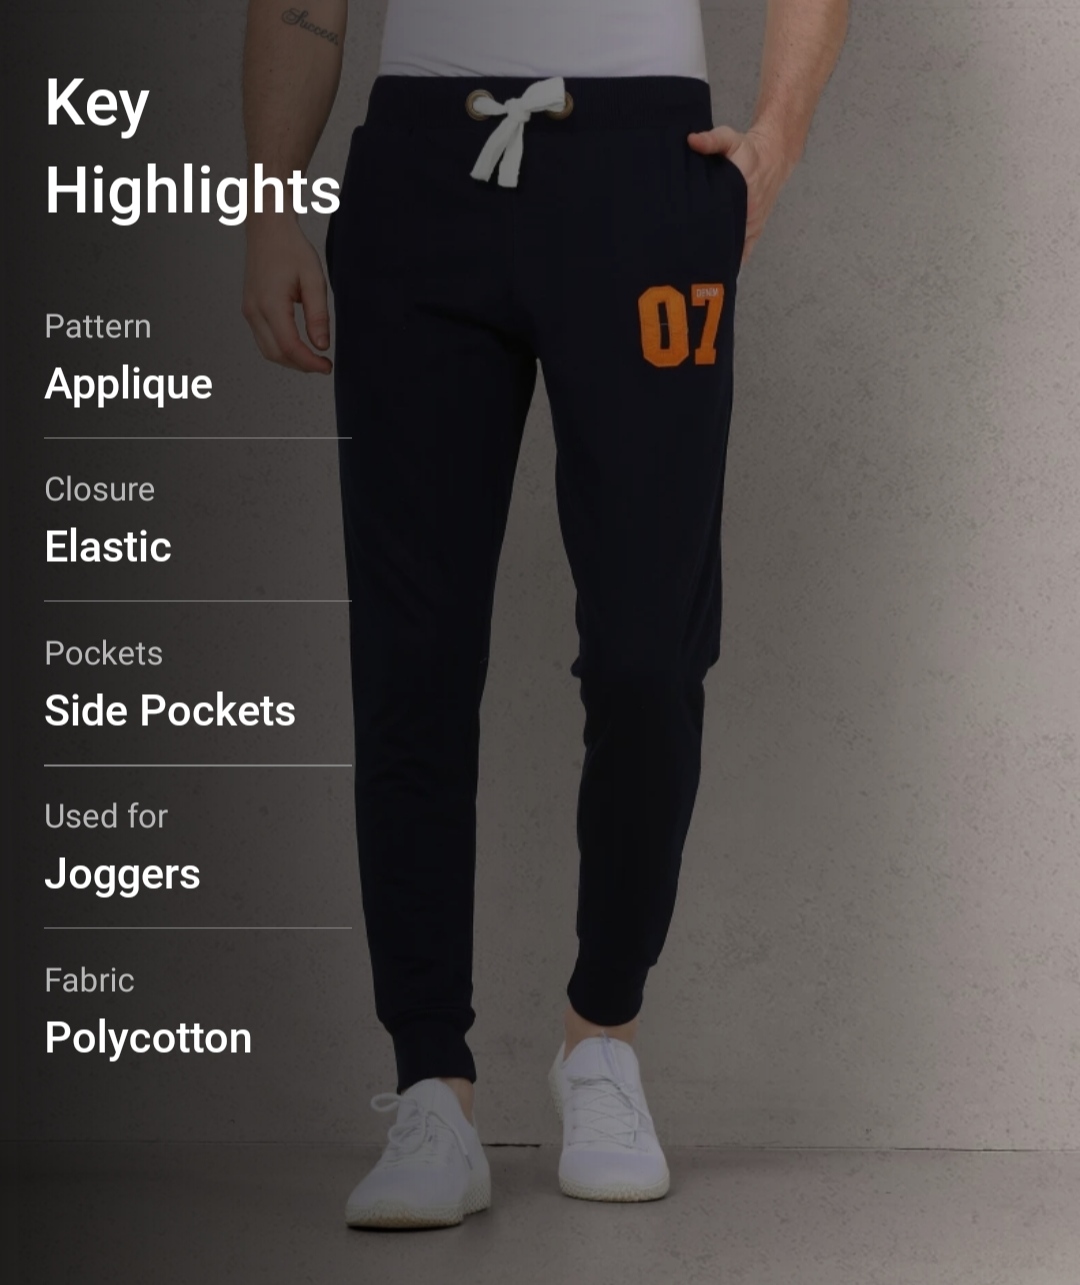 Success
Key
Highlights
07
DENIM
Pattern
Applique
Closure
Elastic
Pockets
Side Pockets
Used for
Joggers
Fabric
Polycotton